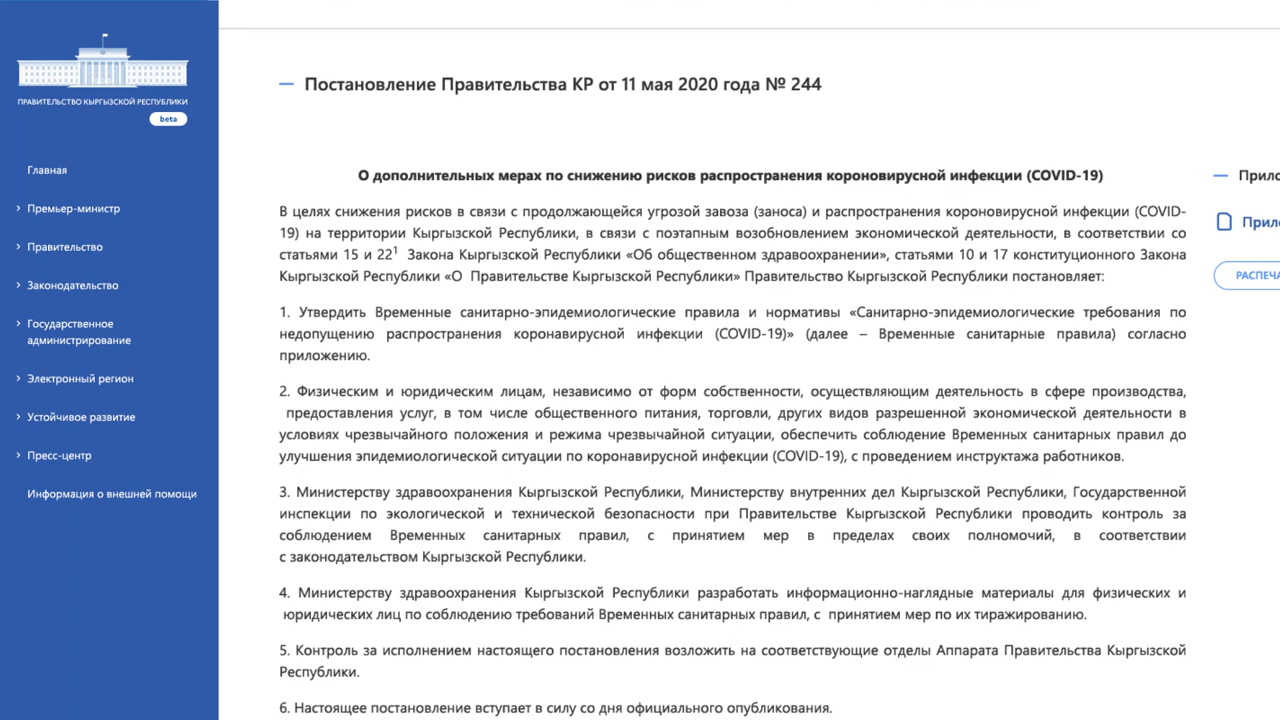 ПРАВИТЕЛЬСТВО КЫРГЫЗСКОЙ РЕСПУБЛИКИ
beta
Главная
Премьер-министр
Правительство
Законодательство
Государственное
администрирование
Электронный регион
Устойчивое развитие
Пресс-центр
Информация о внешней помощи
Постановление Правительства КР от 11 мая 2020 года № 244
О дополнительных мерах по снижению рисков распространения короновирусной инфекции (COVID-19)
В целях снижения рисков в связи с продолжающейся угрозой завоза (заноса) и распространения короновирусной инфекции (COVID-
19) на территории Кыргызской Республики, в связи с поэтапным возобновлением экономической деятельности, в соответствии со
статьями 15 и 22¹ Закона Кыргызской Республики «Об общественном здравоохранении», статьями 10 и 17 конституционного Закона
Кыргызской Республики «О Правительстве Кыргызской Республики» Правительство Кыргызской Республики постановляет:
1. Утвердить Временные санитарно-эпидемиологические правила и нормативы «Санитарно-эпидемиологические требования по
недопущению распространения коронавирусной инфекции (COVID-19)» (далее – Временные санитарные правила) согласно
приложению.
2. Физическим и юридическим лицам, независимо от форм собственности, осуществляющим деятельность в сфере производства,
предоставления услуг, в том числе общественного питания, торговли, других видов разрешенной экономической деятельности в
условиях чрезвычайного положения и режима чрезвычайной ситуации, обеспечить соблюдение Временных санитарных правил до
улучшения эпидемиологической ситуации по коронавирусной инфекции (COVID-19), с проведением инструктажа работников.
3. Министерству здравоохранения Кыргызской Республики, Министерству внутренних дел Кыргызской Республики, Государственной
инспекции по экологической и технической безопасности при Правительстве Кыргызской Республики проводить контроль за
соблюдением Временных санитарных правил, с принятием мер в пределах своих полномочий, в соответствии
с законодательством Кыргызской Республики.
4. Министерству здравоохранения Кыргызской Республики разработать информационно-наглядные материалы для физических и
юридических лиц по соблюдению требований Временных санитарных правил, с принятием мер по их тиражированию.
5. Контроль за исполнением настоящего постановления возложить на соответствующие отделы Аппарата Правительства Кыргызской
Республики.
6. Настоящее постановление вступает в силу со дня официального опубликования.